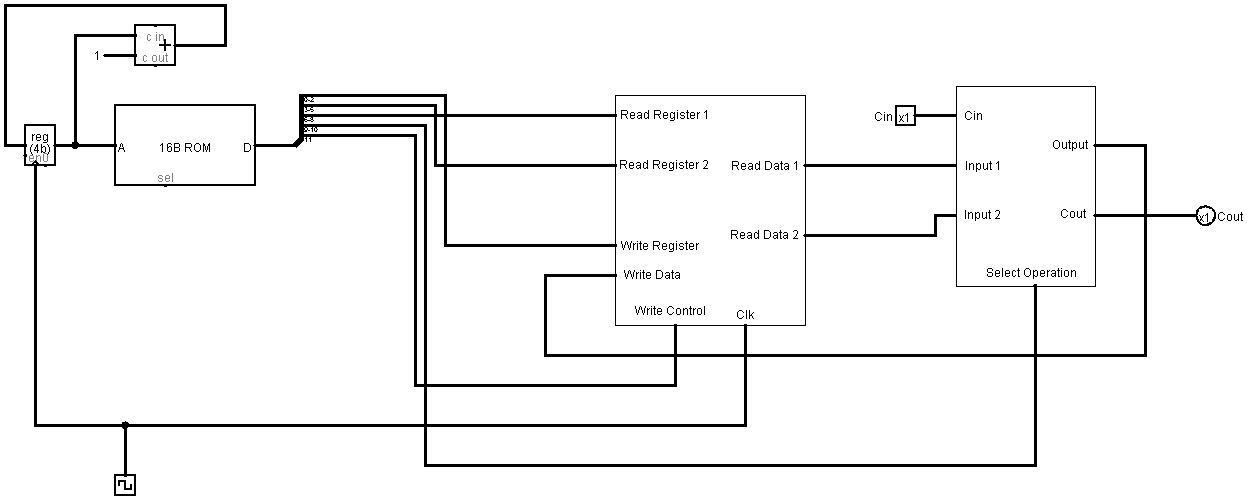 c in
+
1
c out
0-2
3-5
6-8
9-10
11
reg
(4b)
en0
A
16B ROM
D
sel
Read Register 1
Read Register 2
Read Data 1
Read Data 2
Write Register
Write Data
Write Control
Clk
Cin x1
Cin
Output
Input 1
Input 2
Cout
Select Operation
x1 Cout